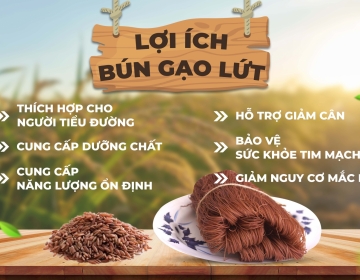 LỢI ÍCH
BÚN GẠO LỨT
THÍCH HỢP CHO
NGƯỜI TIỂU ĐƯỜNG
CUNG CẤP DƯỠNG CHẤT
CUNG CẤP
NĂNG LƯỢNG ỔN ĐỊNH
HỖ TRỢ GIẢM CÂN
BẢO VỆ
SỨC KHỎE TIM MẠCH
GIẢM NGUY CƠ MẮC